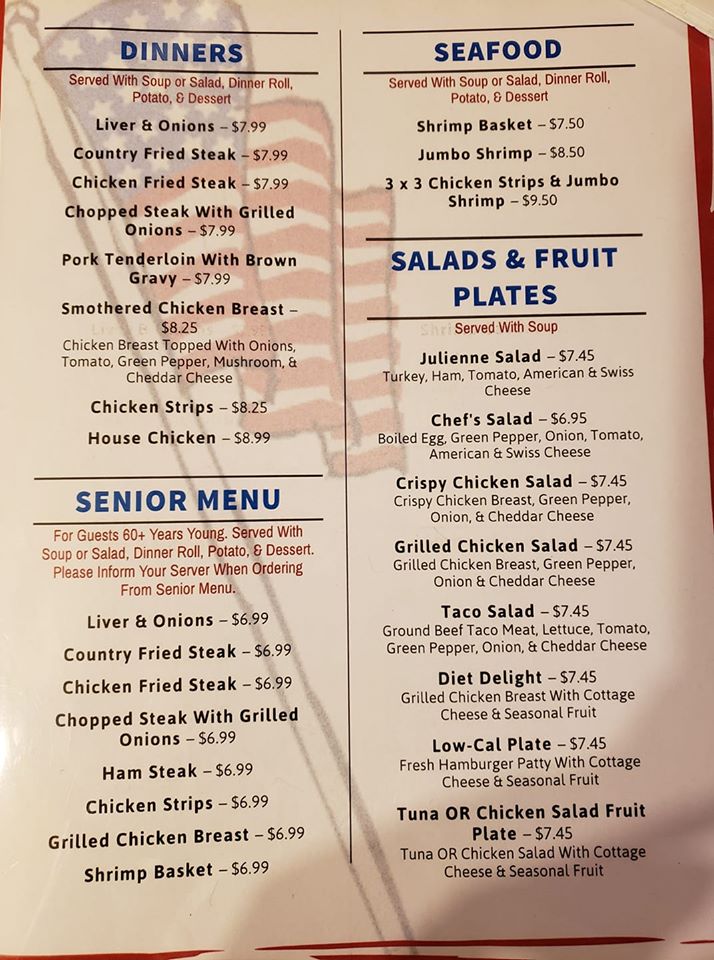 DINNERS
Served With Soup or Salad, Dinner Roll,
Potato, & Dessert
Liver & Onions – $7.99
Country Fried Steak – $7.99
Chicken Fried Steak – $7.99
Chopped Steak With Grilled
Onions – $7.99
Pork Tenderloin With Brown
Gravy – $7.99
Smothered Chicken Breast –
$8.25
Chicken Breast Topped With Onions,
Tomato, Green Pepper, Mushroom, &
Cheddar Cheese
Chicken Strips – $8.25
House Chicken – $8.99
SENIOR MENU
For Guests 60+ Years Young. Served With
Soup or Salad, Dinner Roll, Potato, & Dessert.
Please Inform Your Server When Ordering
From Senior Menu.
Liver & Onions – $6.99
Country Fried Steak – $6.99
Chicken Fried Steak – $6.99
Chopped Steak With Grilled
Onions – $6.99
Ham Steak – $6.99
Chicken Strips – $6.99
Grilled Chicken Breast – $6.99
Shrimp Basket – $6.99
SEAFOOD
Served With Soup or Salad, Dinner Roll,
Potato, & Dessert
Shrimp Basket – $7.50
Jumbo Shrimp – $8.50
3 x 3 Chicken Strips & Jumbo
Shrimp – $9.50
SALADS & FRUIT
PLATES
Served With Soup
Julienne Salad – $7.45
Turkey, Ham, Tomato, American & Swiss
Cheese
Chef's Salad – $6.95
Boiled Egg, Green Pepper, Onion, Tomato,
American & Swiss Cheese
Crispy Chicken Salad – $7.45
Crispy Chicken Breast, Green Pepper,
Onion, & Cheddar Cheese
Grilled Chicken Salad – $7.45
Grilled Chicken Breast, Green Pepper,
Onion & Cheddar Cheese
Taco Salad – $7.45
Ground Beef Taco Meat, Lettuce, Tomato,
Green Pepper, Onion, & Cheddar Cheese
Diet Delight – $7.45
Grilled Chicken Breast With Cottage
Cheese & Seasonal Fruit
Low-Cal Plate – $7.45
Fresh Hamburger Patty With Cottage
Cheese & Seasonal Fruit
Tuna OR Chicken Salad Fruit
Plate – $7.45
Tuna OR Chicken Salad With Cottage
Cheese & Seasonal Fruit